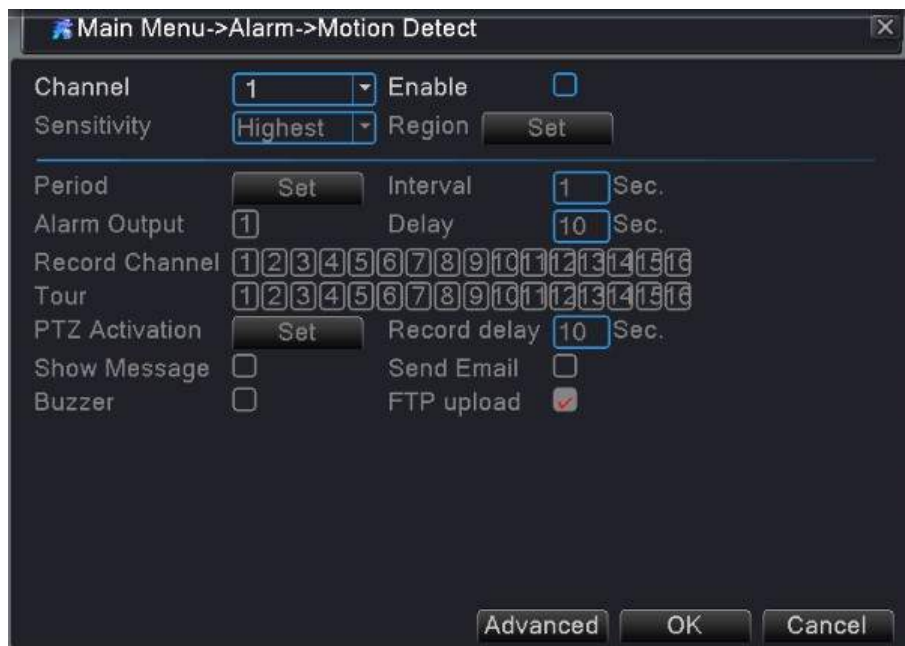 Main Menu->Alarm->Motion Detect
Channel 1 Enable
Sensitivity Highest Region Set
Period Set Interval 1 Sec.
Alarm Output 1 Delay 10 Sec.
Record Channel 1 2 3 4 5 6 7 8 9 10 11 12 13 14 15 16
Tour 1 2 3 4 5 6 7 8 9 10 11 12 13 14 15 16
PTZ Activation Set Record delay 10 Sec.
Show Message Send Email
Buzzer FTP upload
Advanced OK Cancel